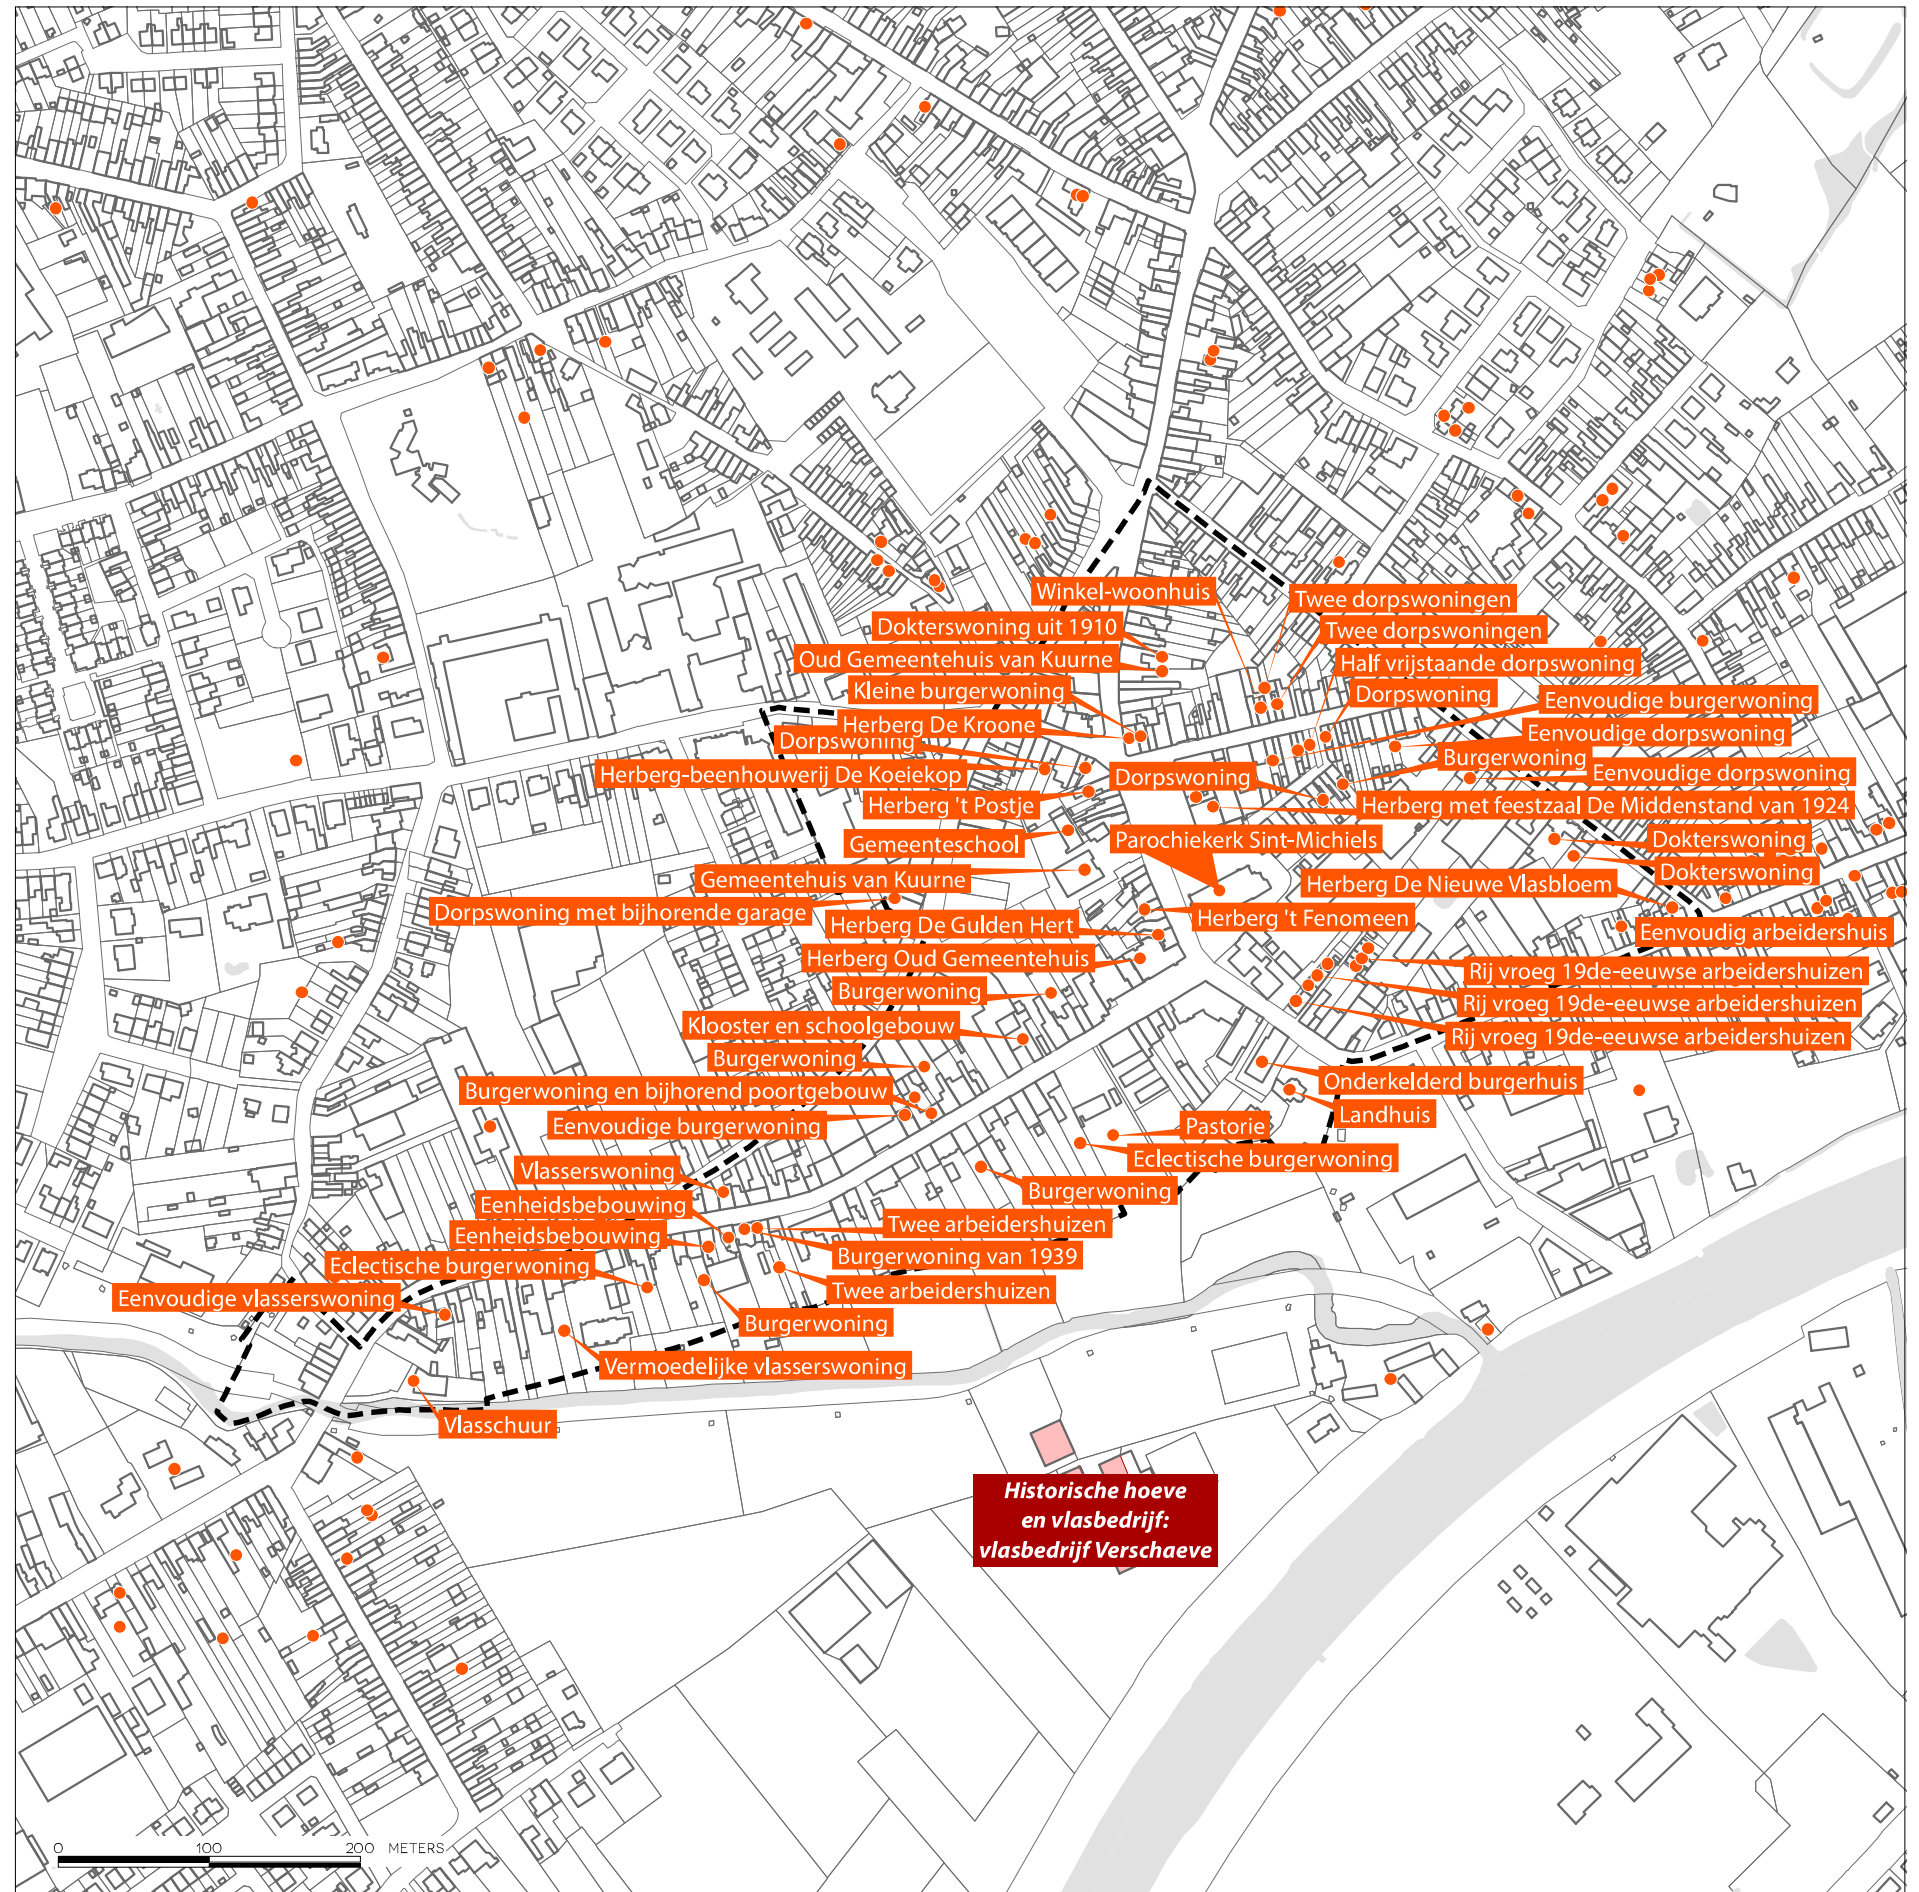 Winkel-woonhuis
Twee dorpswoningen
Dokterswoning uit 1910
Twee dorpswoningen
Oud Gemeentehuis van Kuurne
Half vrijstaande dorpswoning
Kleine burgerwoning
Dorpswoning
Eenvoudige burgerwoning
Herberg De Kroone
Eenvoudige dorpswoning
Dorpswoning
Burgerwoning
Herberg-beenhouwerij De Koeiekop
Dorpswoning
Eenvoudige dorpswoning
Herberg 't Postje
Herberg met feestzaal De Middenstand van 1924
Gemeenteschool
Parochiekerk Sint-Michiels
Dokterswoning
Gemeentehuis van Kuurne
Dokterswoning
Herberg De Nieuwe Vlasbloem
Dorpswoning met bijhorende garage
Herberg 't Fenomeen
Herberg De Gulden Hert
Eenvoudig arbeidershuis
Herberg Oud Gemeentehuis
Rij vroeg 19de-eeuwse arbeidershuizen
Burgerwoning
Rij vroeg 19de-eeuwse arbeidershuizen
Klooster en schoolgebouw
Rij vroeg 19de-eeuwse arbeidershuizen
Burgerwoning
Onderkelderd burgerhuis
Burgerwoning en bijhorend poortgebouw
Landhuis
Eenvoudige burgerwoning
Pastorie
Eclectische burgerwoning
Vlasserswoning
Burgerwoning
Eenheidsbebouwing
Twee arbeidershuizen
Eenheidsbebouwing
Burgerwoning van 1939
Eclectische burgerwoning
Twee arbeidershuizen
Eenvoudige vlasserswoning
Burgerwoning
Vermoedelijke vlasserswoning
Vlasschuur
Historische hoeve
en vlasbedrijf:
vlasbedrijf Verschaeve
0 100 200 METERS